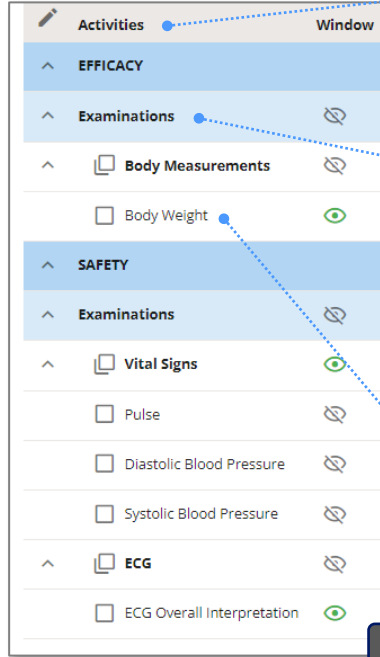 Activities Window
EFFICACY
Examinations
Body Measurements
Body Weight
SAFETY
Examinations
Vital Signs
Pulse
Diastolic Blood Pressure
Systolic Blood Pressure
ECG
ECG Overall Interpretation